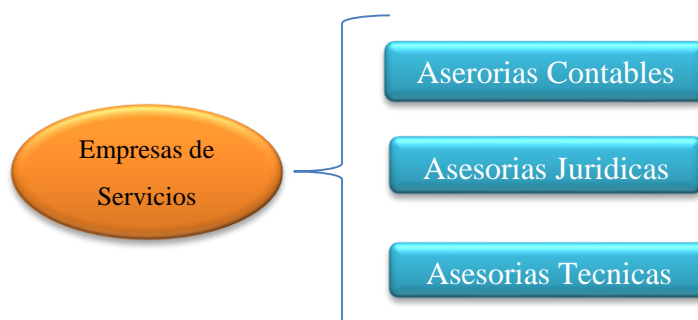 Empresas de
Servicios
Aserorias Contables
Asesorias Juridicas
Asesorias Tecnicas